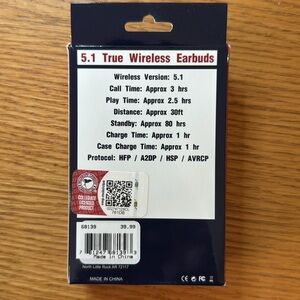 5.1 True Wireless Earbuds
Wireless Version: 5.1
Call Time: Approx 3 hrs
Play Time: Approx 2.5 hrs
Distance: Approx 30ft
Standby: Approx 80 hrs
Charge Time: Approx 1 hr
Case Charge Time: Approx 1 hr
Protocol: HFP / A2DP / HSP / AVRCP
COLLEGIATE
LICENSED
PRODUCT
68139 39.99
Made in China
North Little Rock AR 72117
MADE IN CHINA